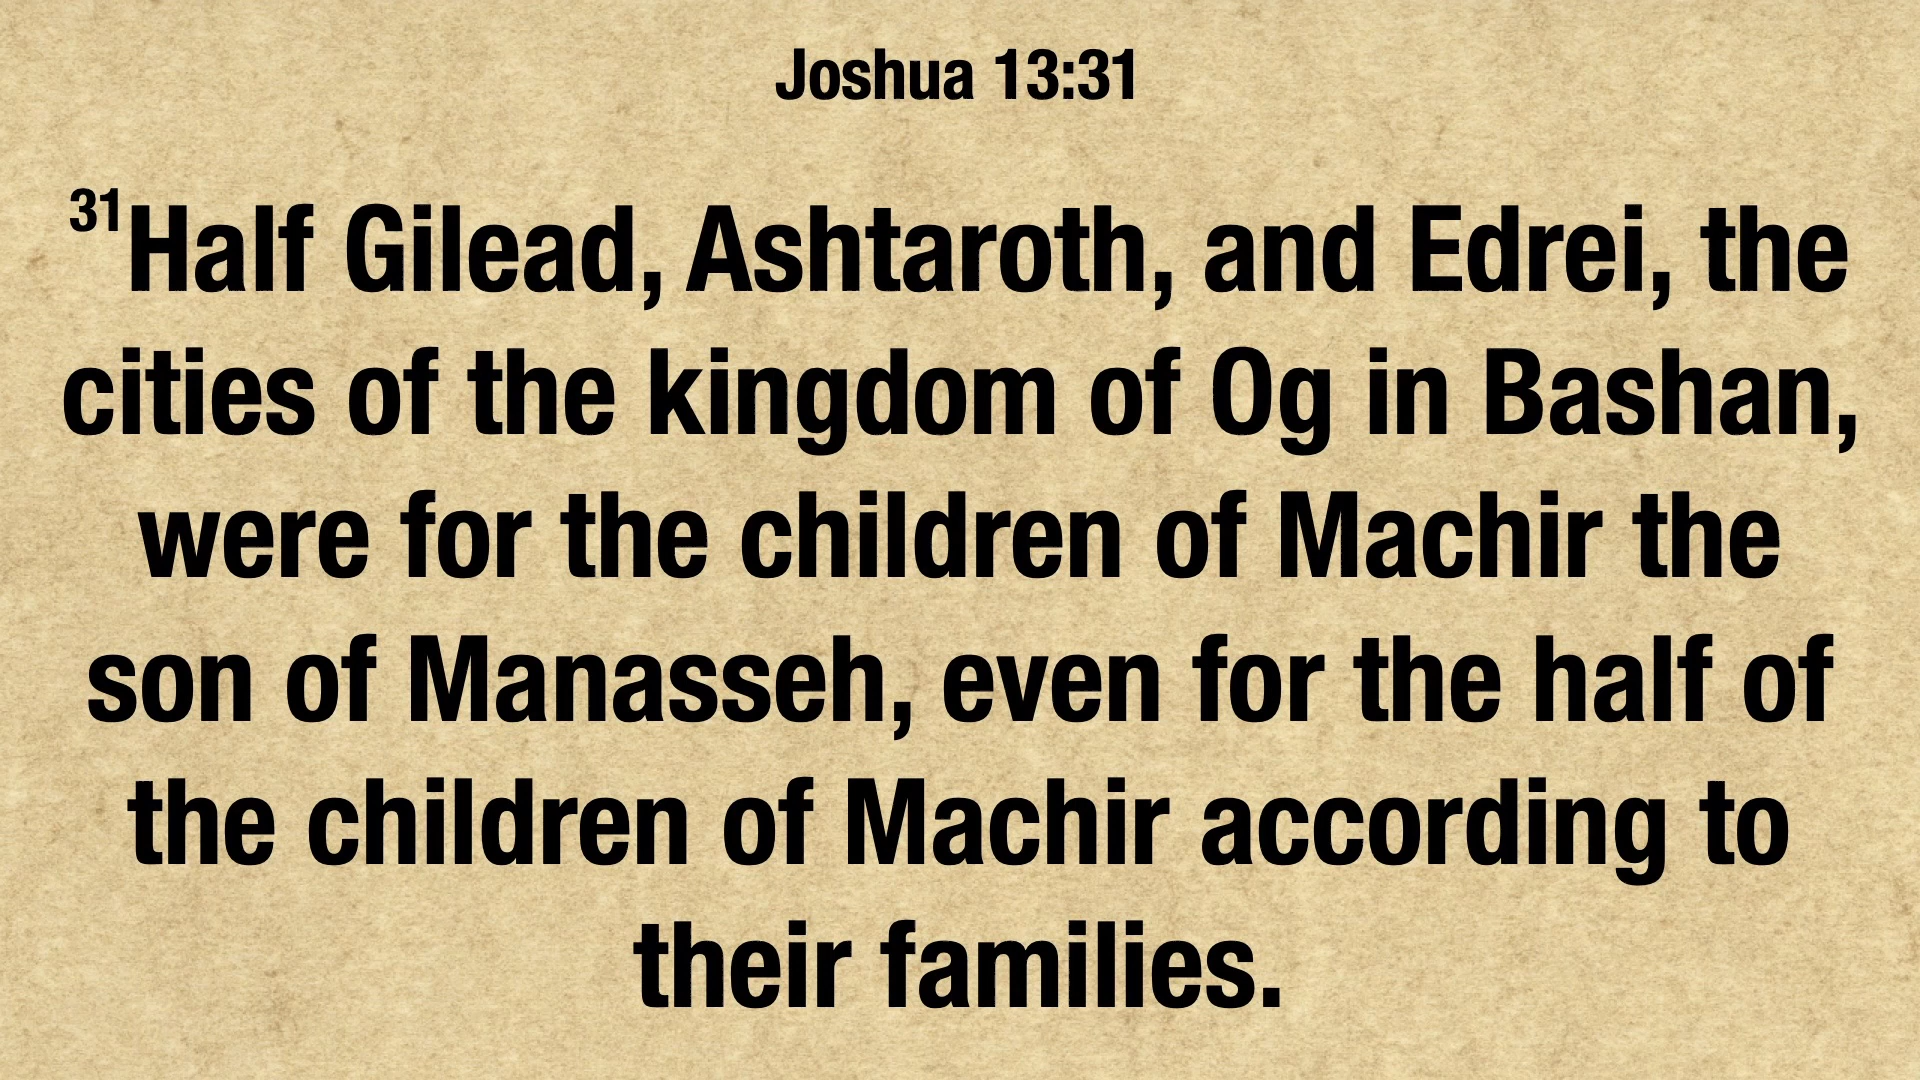 Joshua 13:31
31Half Gilead, Ashtaroth, and Edrei, the
cities of the kingdom of Og in Bashan,
were for the children of Machir the
son of Manasseh, even for the half of
the children of Machir according to
their families.